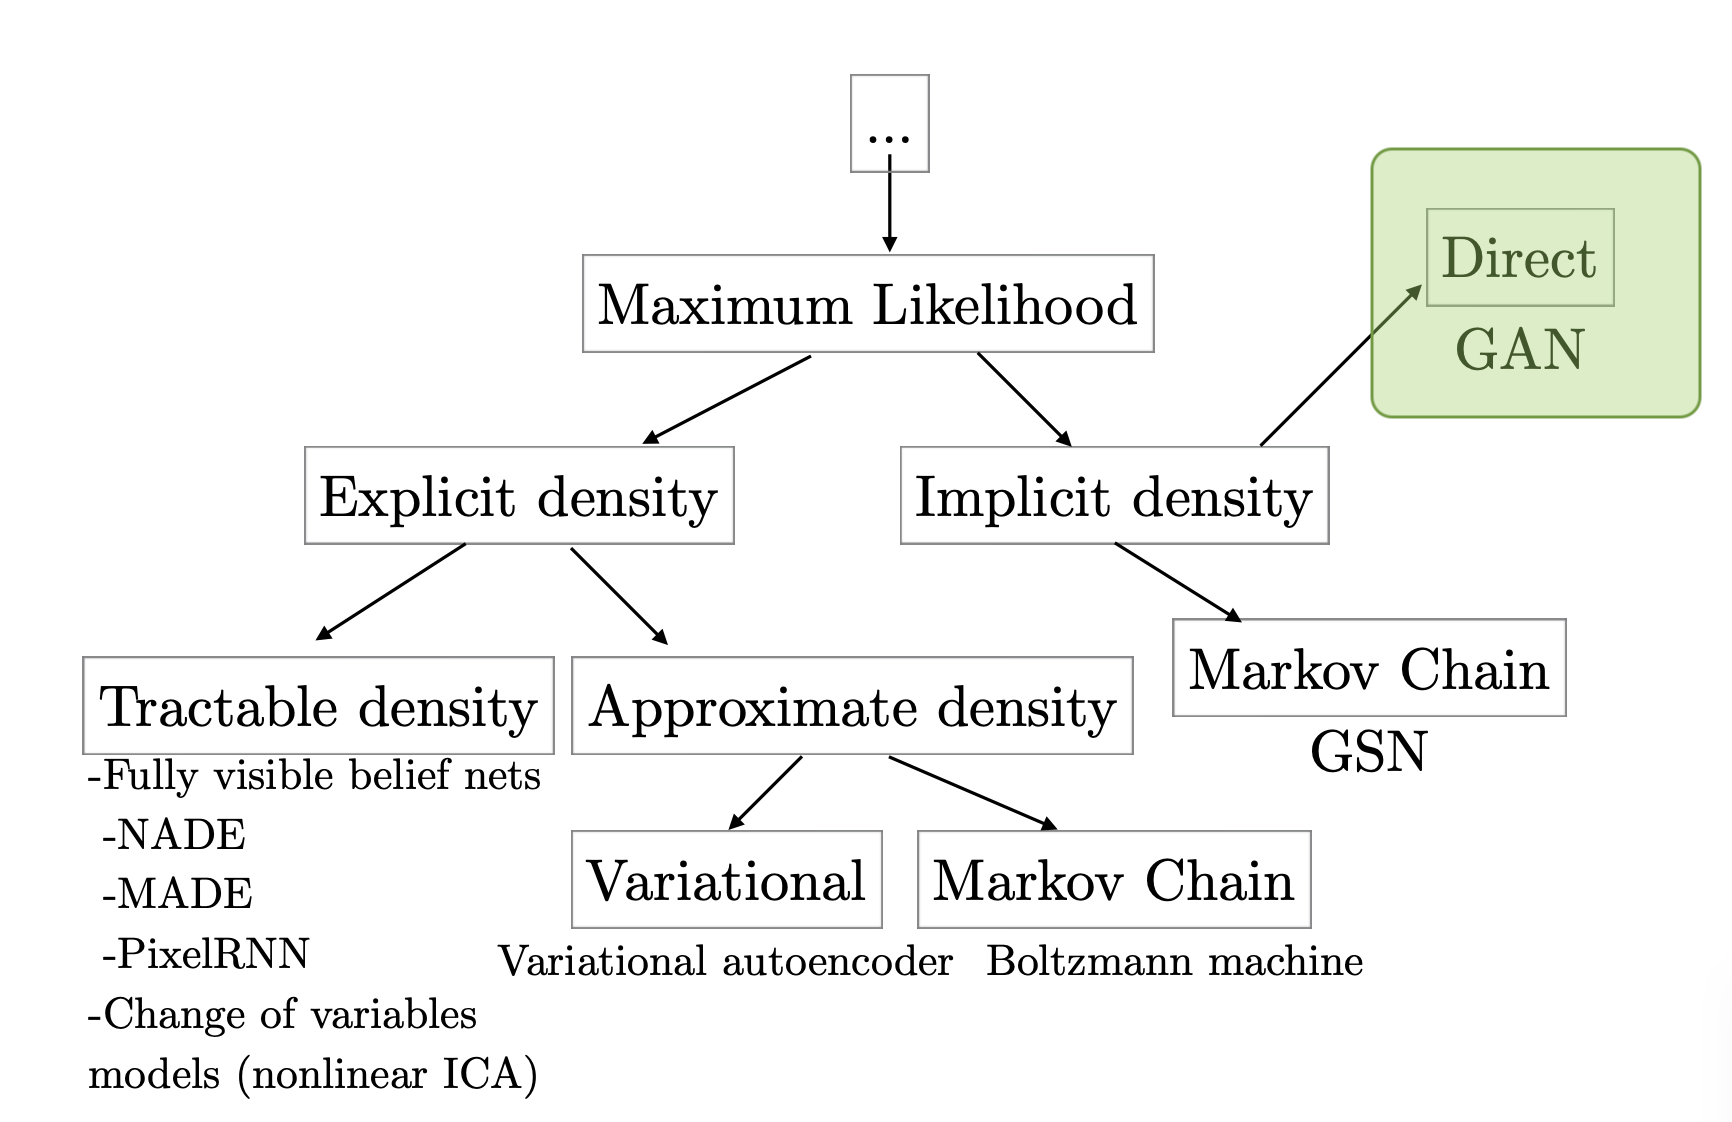 ...
Maximum Likelihood
Direct
GAN
Explicit density
Implicit density
Tractable density
-Fully visible belief nets
-NADE
-MADE
-PixelRNN
-Change of variables
models (nonlinear ICA)
Approximate density
Variational
Variational autoencoder
Markov Chain
Boltzmann machine
Markov Chain
GSN